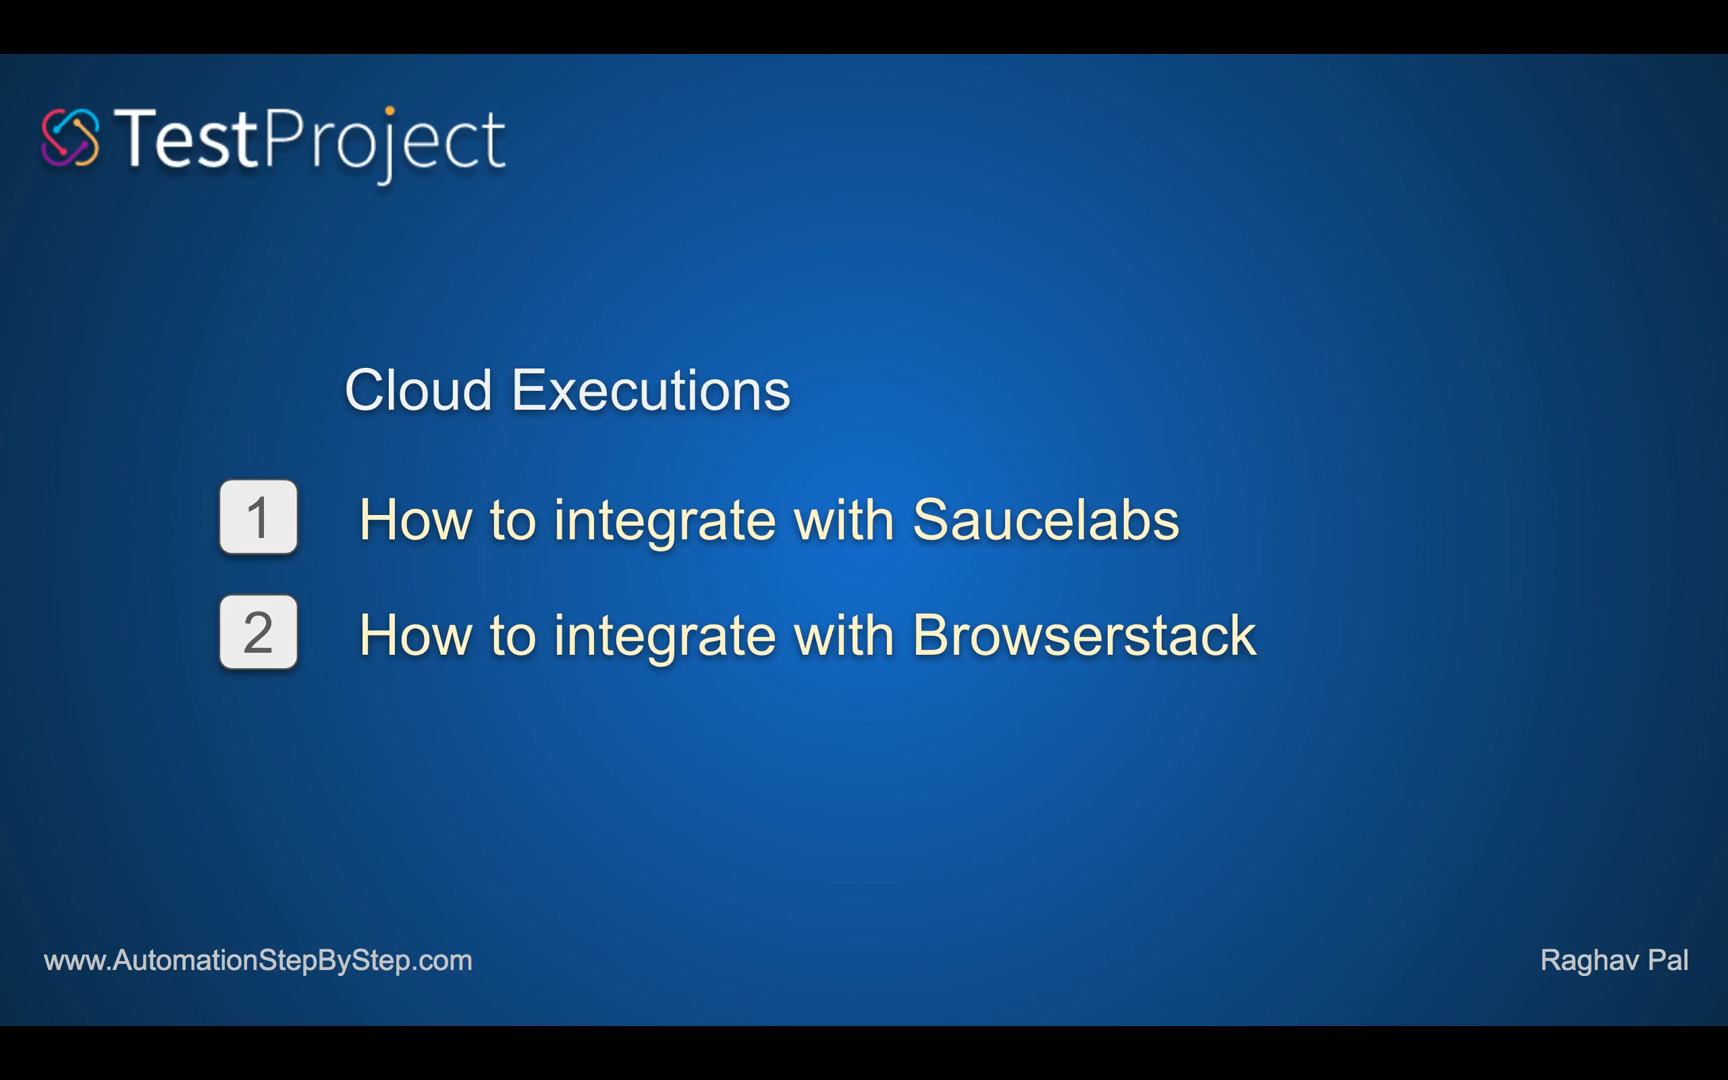 TestProject
Cloud Executions
1 How to integrate with Saucelabs
2 How to integrate with Browserstack
www.AutomationStepByStep.com
Raghav Pal